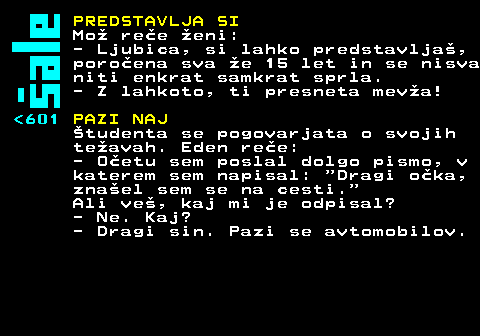 Šale
PREDSTAVLJA SI
Mož reče ženi:
- Ljubica, si lahko predstavljaš,
poročena sva že 15 let in se nisva
niti enkrat samkrat sprla.
- Z lahkoto, ti presneta mevža!
<601 PAZI NAJ
Študenta se pogovarjata o svojih
težavah. Eden reče:
- Očetu sem poslal dolgo pismo, v
katerem sem napisal: "Dragi očka,
znašel sem se na cesti."
Ali veš, kaj mi je odpisal?
- Ne. Kaj?
- Dragi sin. Pazi se avtomobilov.